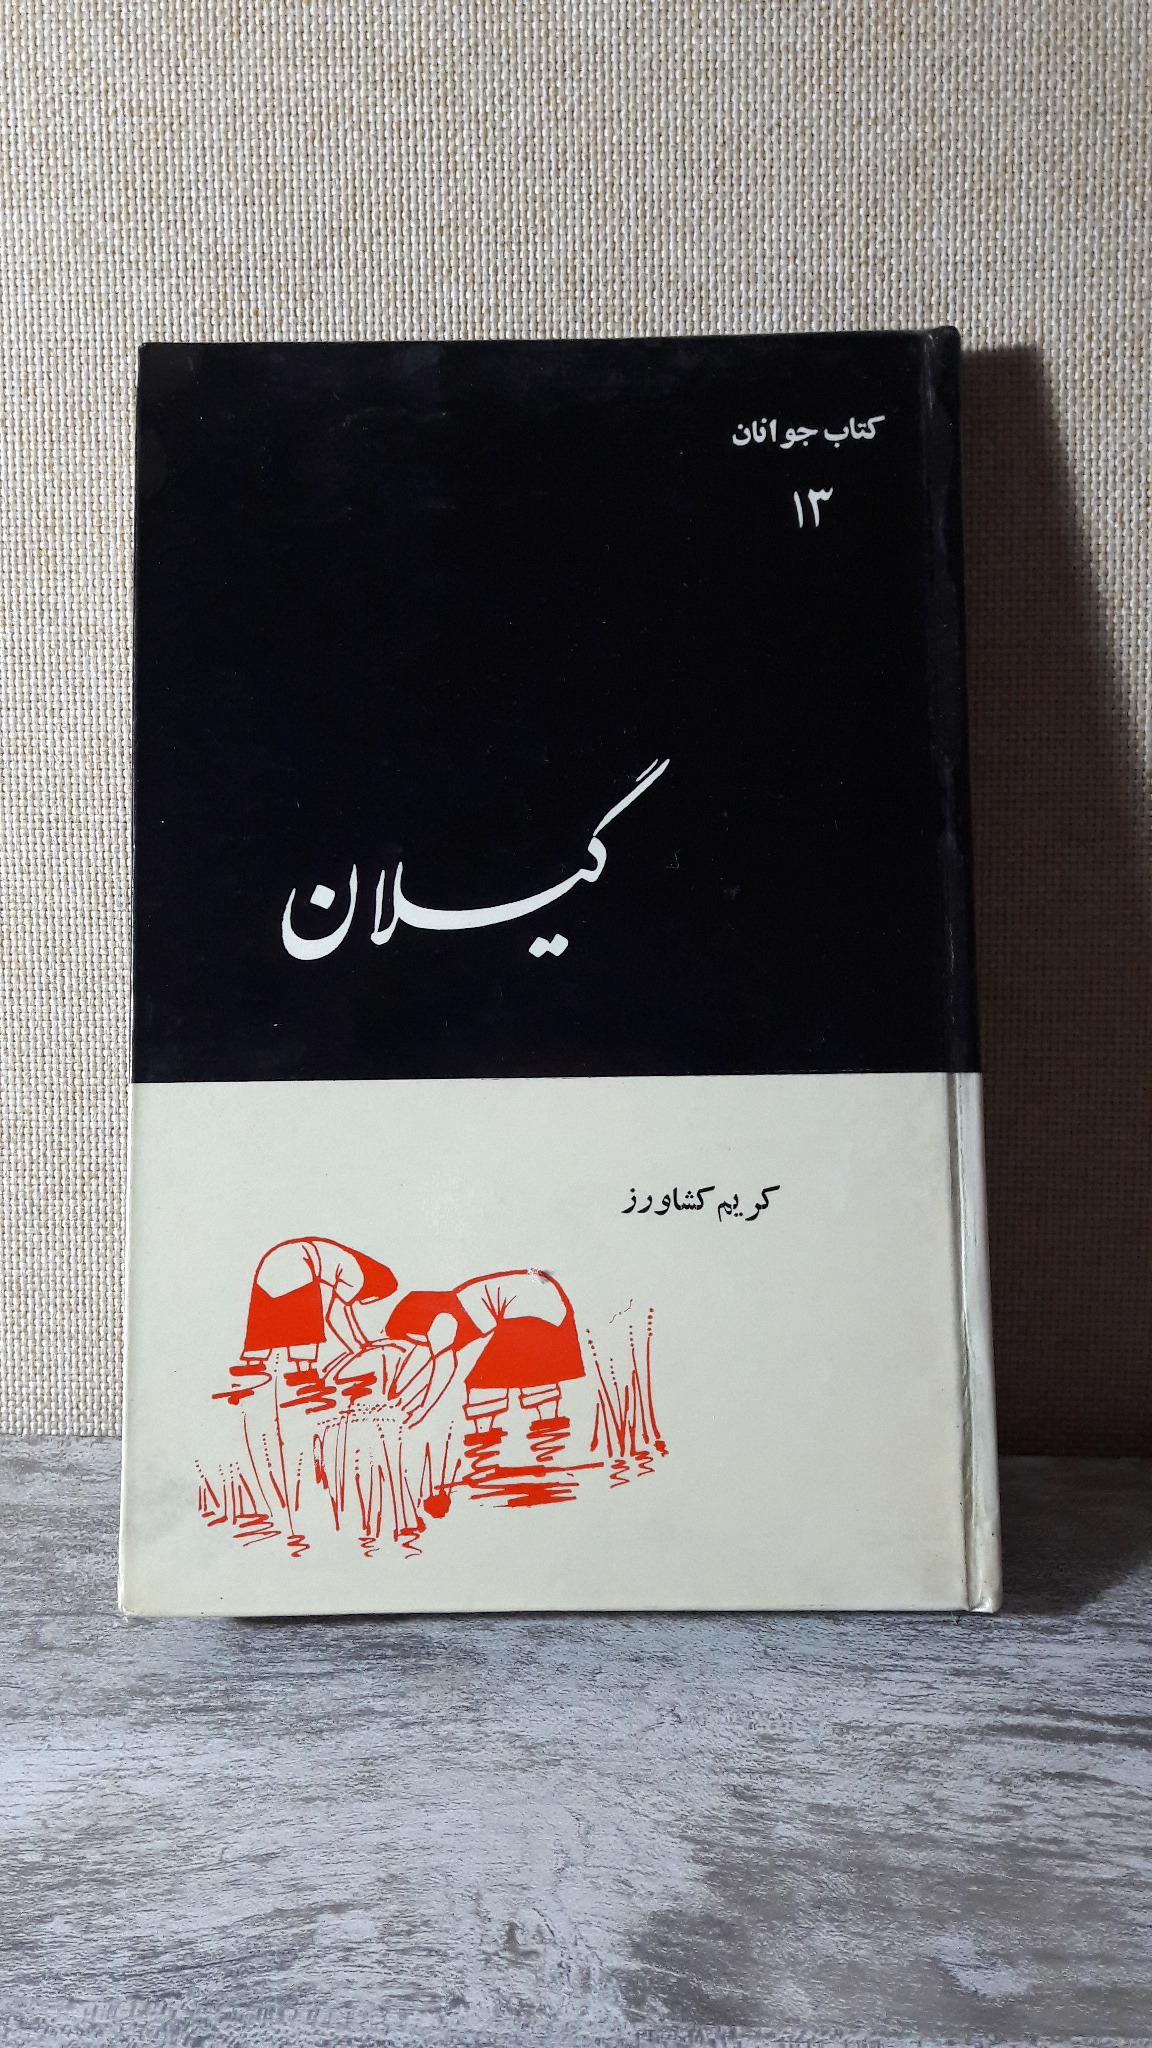 کتاب جوانان
۱۳
گیلان
کریم کشاورز